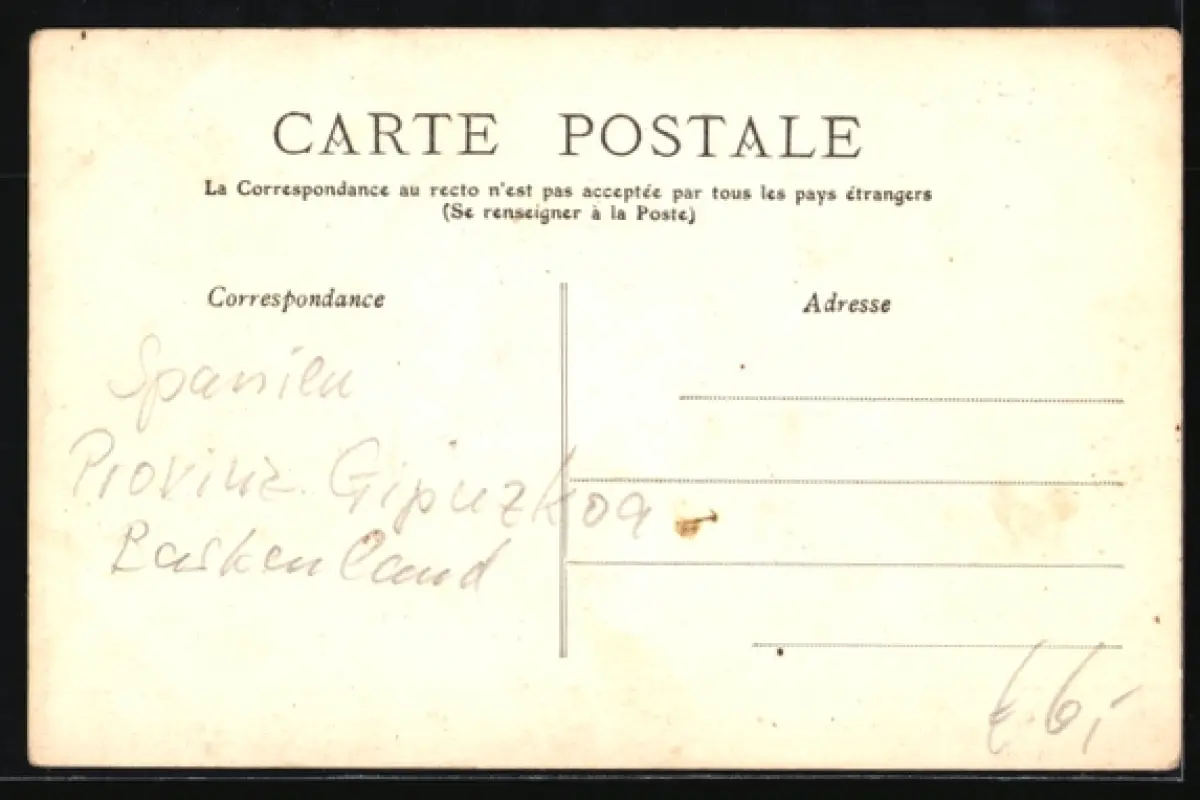 CARTE POSTALE
La Correspondance au recto n'est pas acceptée par tous les pays étrangers
(Se renseigner à la Poste)
Correspondance
Adresse
Spanien
Provinz Gipuzkoa
Baskenland
€ 6,-